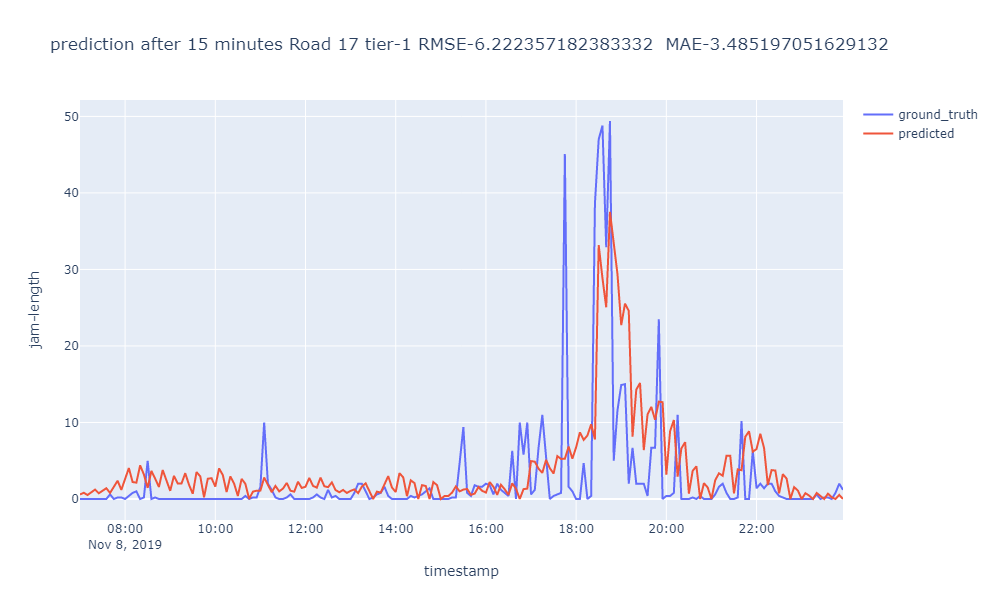 prediction after 15 minutes Road 17 tier-1 RMSE-6.222357182383332  MAE-3.485197051629132
ground_truth
predicted
50
40
30
20
10
0
jam-length
08:00 10:00 12:00 14:00 16:00 18:00 20:00 22:00
Nov 8, 2019
timestamp